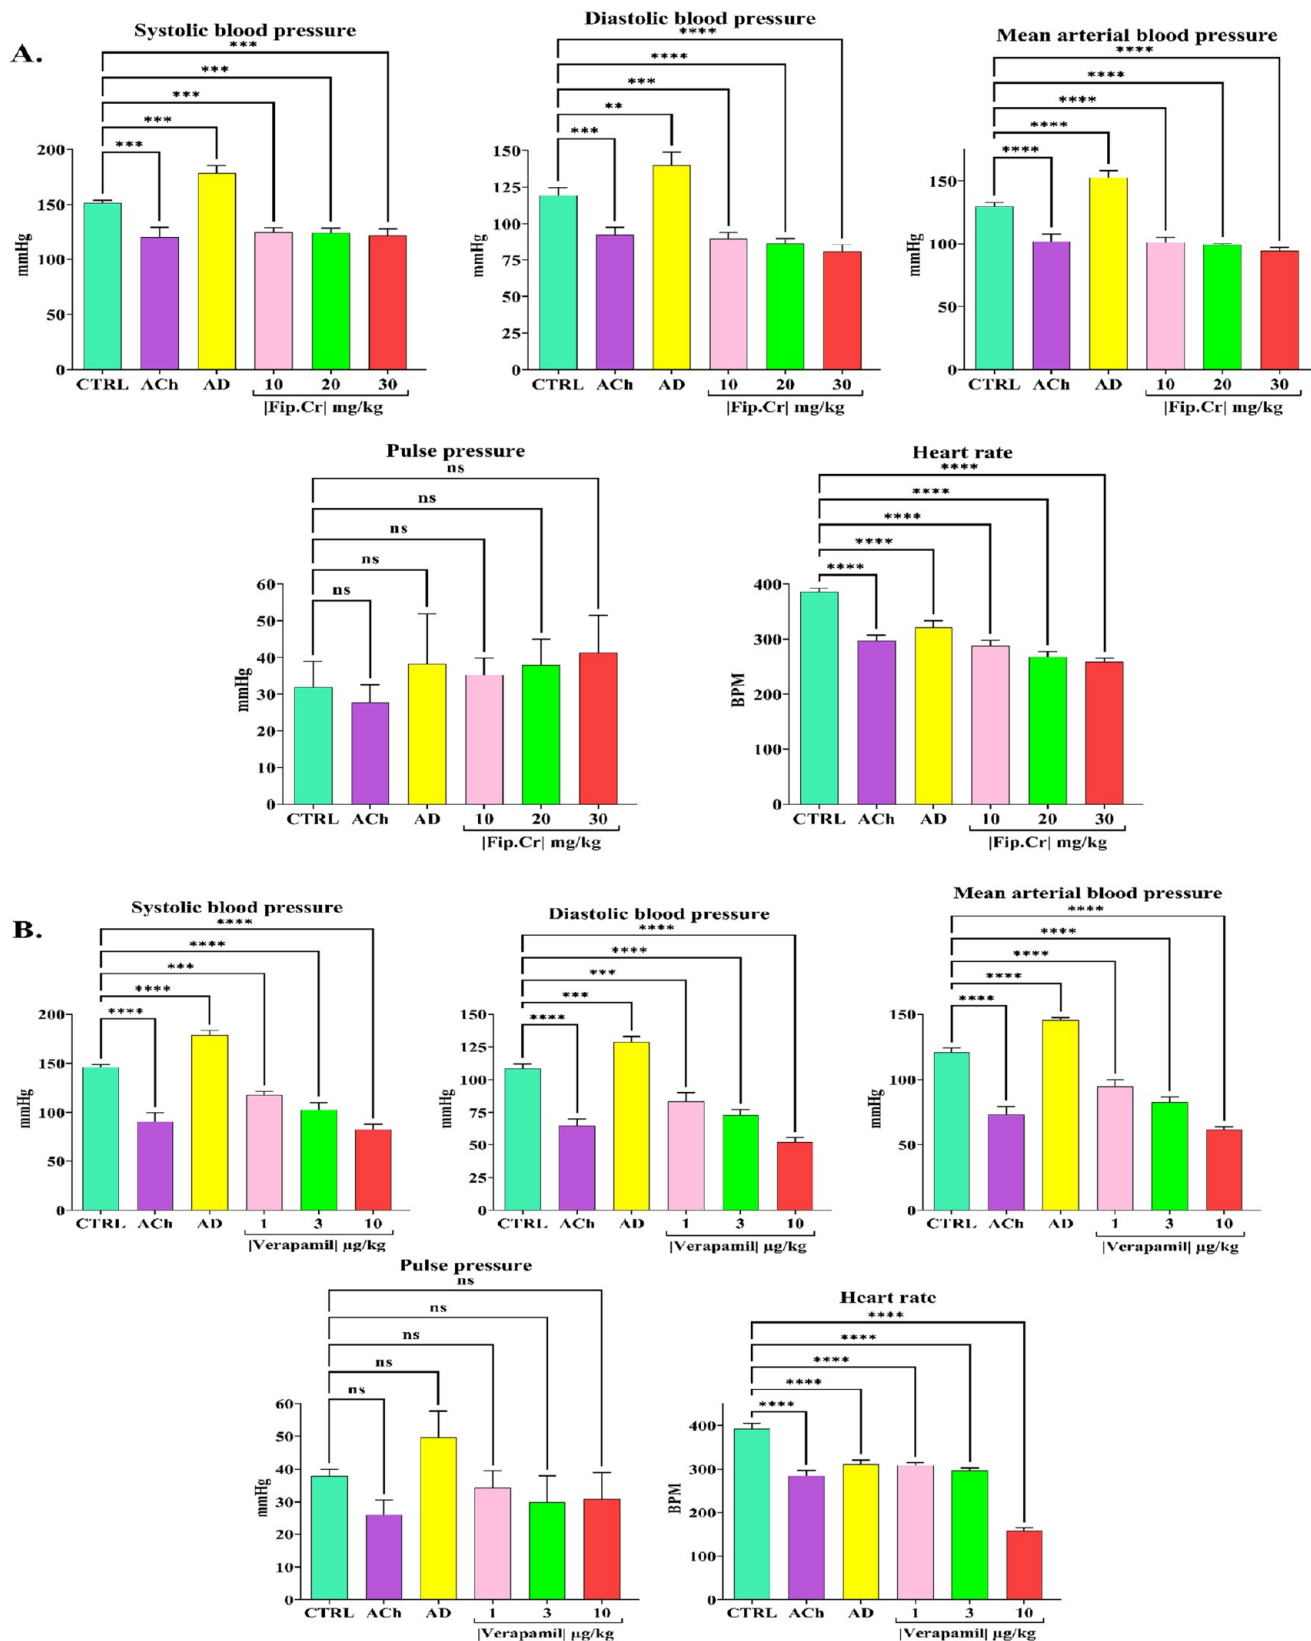 A.
Systolic blood pressure
***
***
***
***
***
200
150
100
50
0
mmHg
CTRL ACh AD 10 20 30
|Fip.Cr| mg/kg
Diastolic blood pressure
****
****
***
**
***
150
125
100
75
50
25
0
mmHg
CTRL ACh AD 10 20 30
|Fip.Cr| mg/kg
Mean arterial blood pressure
****
****
****
****
****
150
100
50
0
mmHg
CTRL ACh AD 10 20 30
|Fip.Cr| mg/kg
Pulse pressure
ns
ns
ns
ns
ns
60
50
40
30
20
10
0
mmHg
CTRL ACh AD 10 20 30
|Fip.Cr| mg/kg
Heart rate
****
****
****
****
****
400
300
200
100
0
BPM
CTRL ACh AD 10 20 30
|Fip.Cr| mg/kg
B.
Systolic blood pressure
****
****
***
****
****
200
150
100
50
0
mmHg
CTRL ACh AD 1 3 10
|Verapamil| µg/kg
Diastolic blood pressure
****
****
***
***
****
150
125
100
75
50
25
0
mmHg
CTRL ACh AD 1 3 10
|Verapamil| µg/kg
Mean arterial blood pressure
****
****
****
****
****
150
100
50
0
mmHg
CTRL ACh AD 1 3 10
|Verapamil| µg/kg
Pulse pressure
ns
ns
ns
ns
ns
60
50
40
30
20
10
0
mmHg
CTRL ACh AD 1 3 10
|Verapamil| µg/kg
Heart rate
****
****
****
****
****
400
300
200
100
0
BPM
CTRL ACh AD 1 3 10
|Verapamil| µg/kg